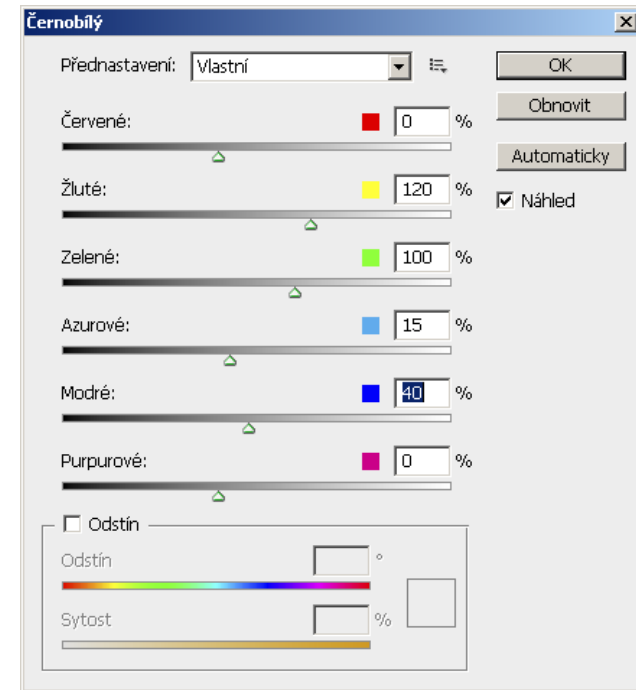 Černobílý
Přednastavení: Vlastní
OK
Obnovit
Automaticky
Náhled
Červené: 0 %
Žluté: 120 %
Zelené: 100 %
Azurové: 15 %
Modré: 40 %
Purpurové: 0 %
Odstín
Odstín °
Sytost %